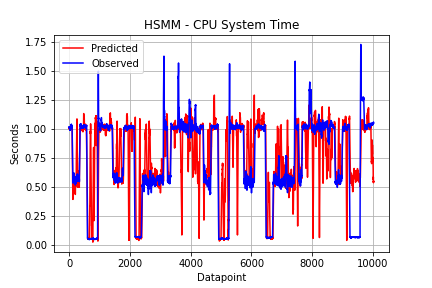 HSMM - CPU System Time
Predicted
Observed
Seconds
1.75
1.50
1.25
1.00
0.75
0.50
0.25
0.00
0 2000 4000 6000 8000 10000
Datapoint